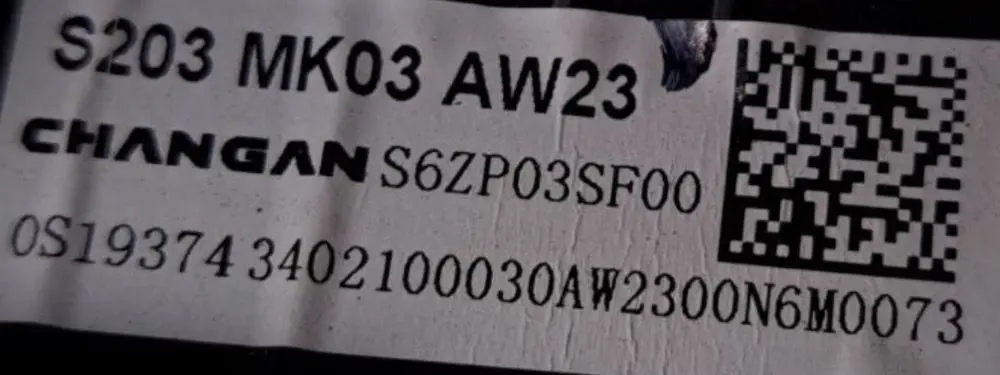 S203 MK03 AW23
CHANGAN S6ZP03SF00
0S19374 3402100030AW2300N6M0073